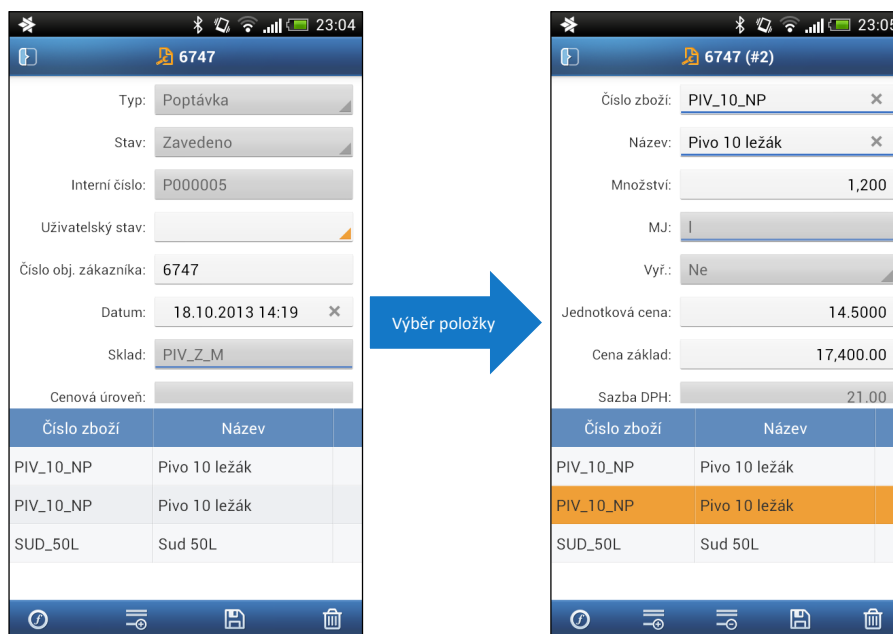 23:04
6747
Typ: Poptávka
Stav: Zavedeno
Interní číslo: P000005
Uživatelský stav:
Číslo obj. zákazníka: 6747
Datum: 18.10.2013 14:19
Sklad: PIV_Z_M
Cenová úroveň:
Číslo zboží Název
PIV_10_NP Pivo 10 ležák
PIV_10_NP Pivo 10 ležák
SUD_50L Sud 50L
Výběr položky
23:05
6747 (#2)
Číslo zboží: PIV_10_NP
Název: Pivo 10 ležák
Množství: 1,200
MJ: l
Vyř.: Ne
Jednotková cena: 14.5000
Cena základ: 17,400.00
Sazba DPH: 21.00
Číslo zboží Název
PIV_10_NP Pivo 10 ležák
PIV_10_NP Pivo 10 ležák
SUD_50L Sud 50L